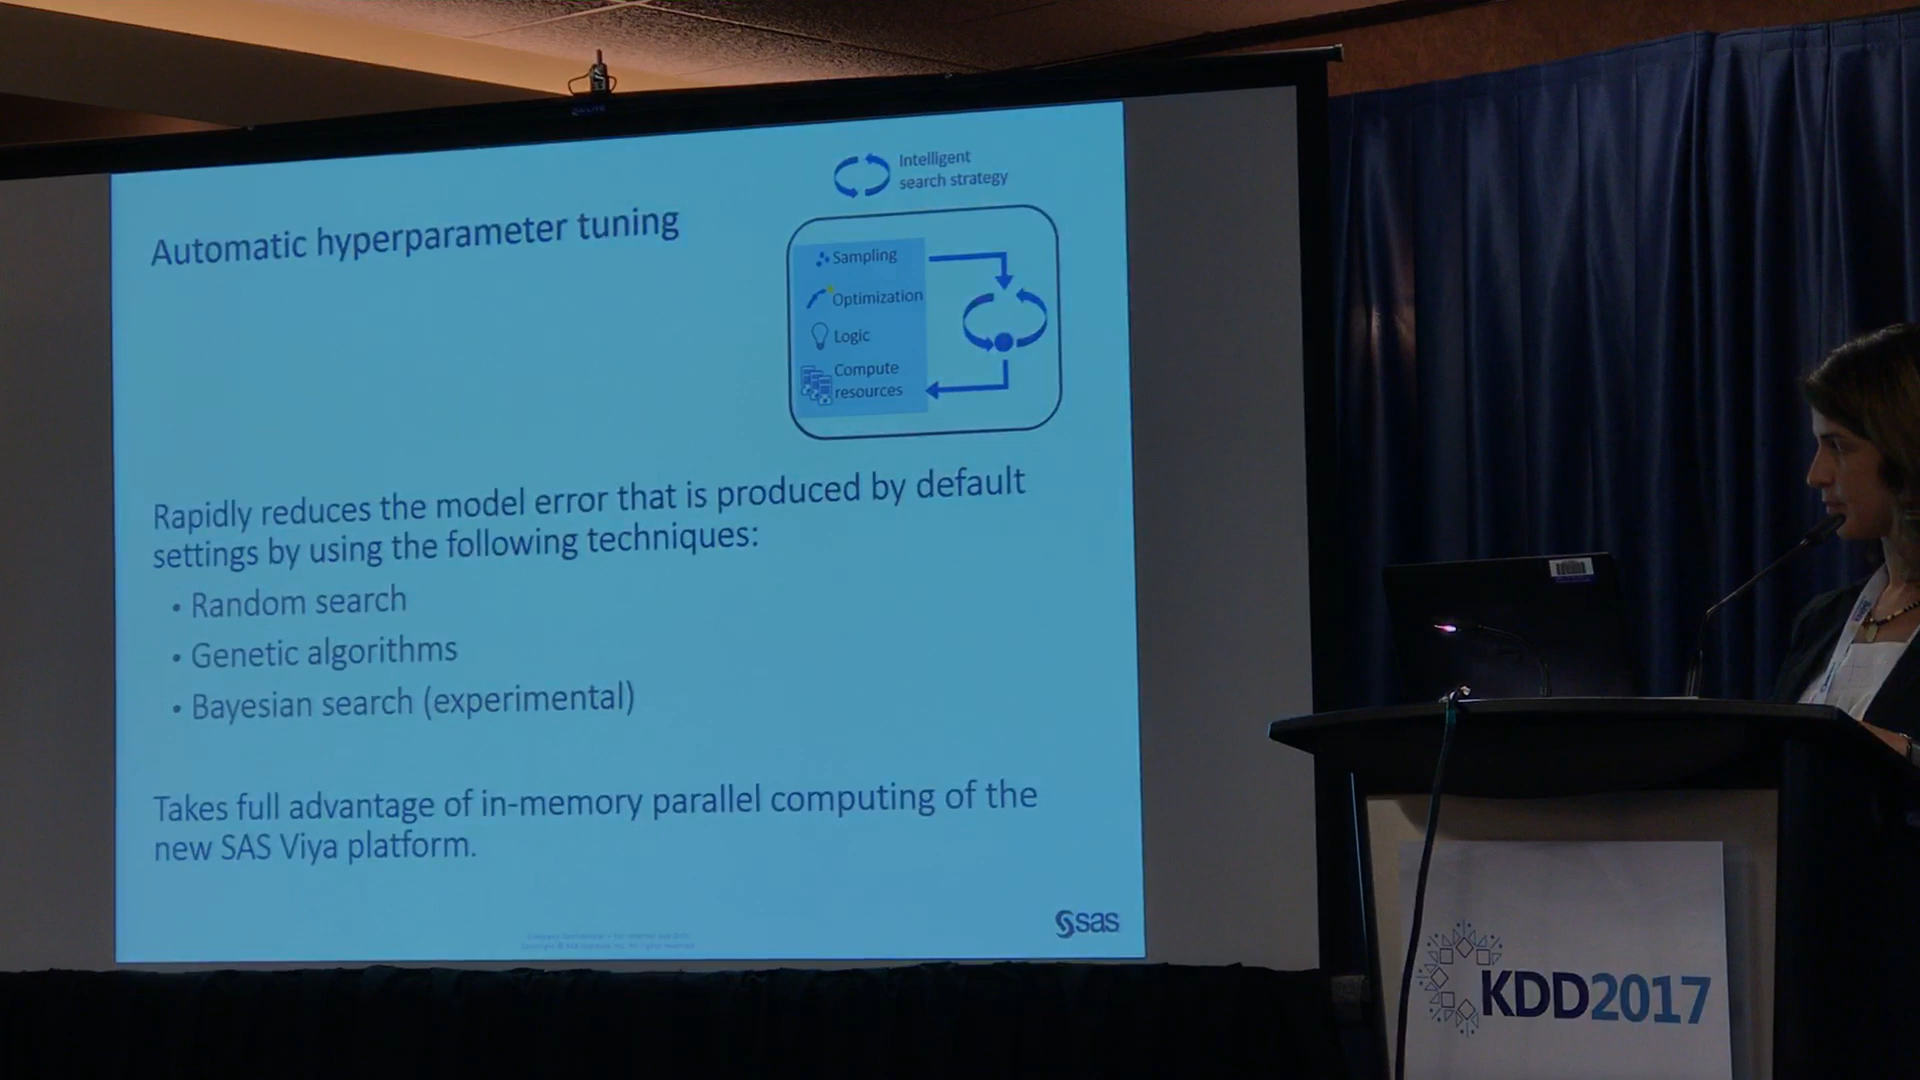 Intelligent
search strategy
Automatic hyperparameter tuning
Sampling
Optimization
Logic
Compute
resources
Rapidly reduces the model error that is produced by default
settings by using the following techniques:
• Random search
• Genetic algorithms
• Bayesian search (experimental)
Takes full advantage of in-memory parallel computing of the
new SAS Viya platform.
sas
KDD2017